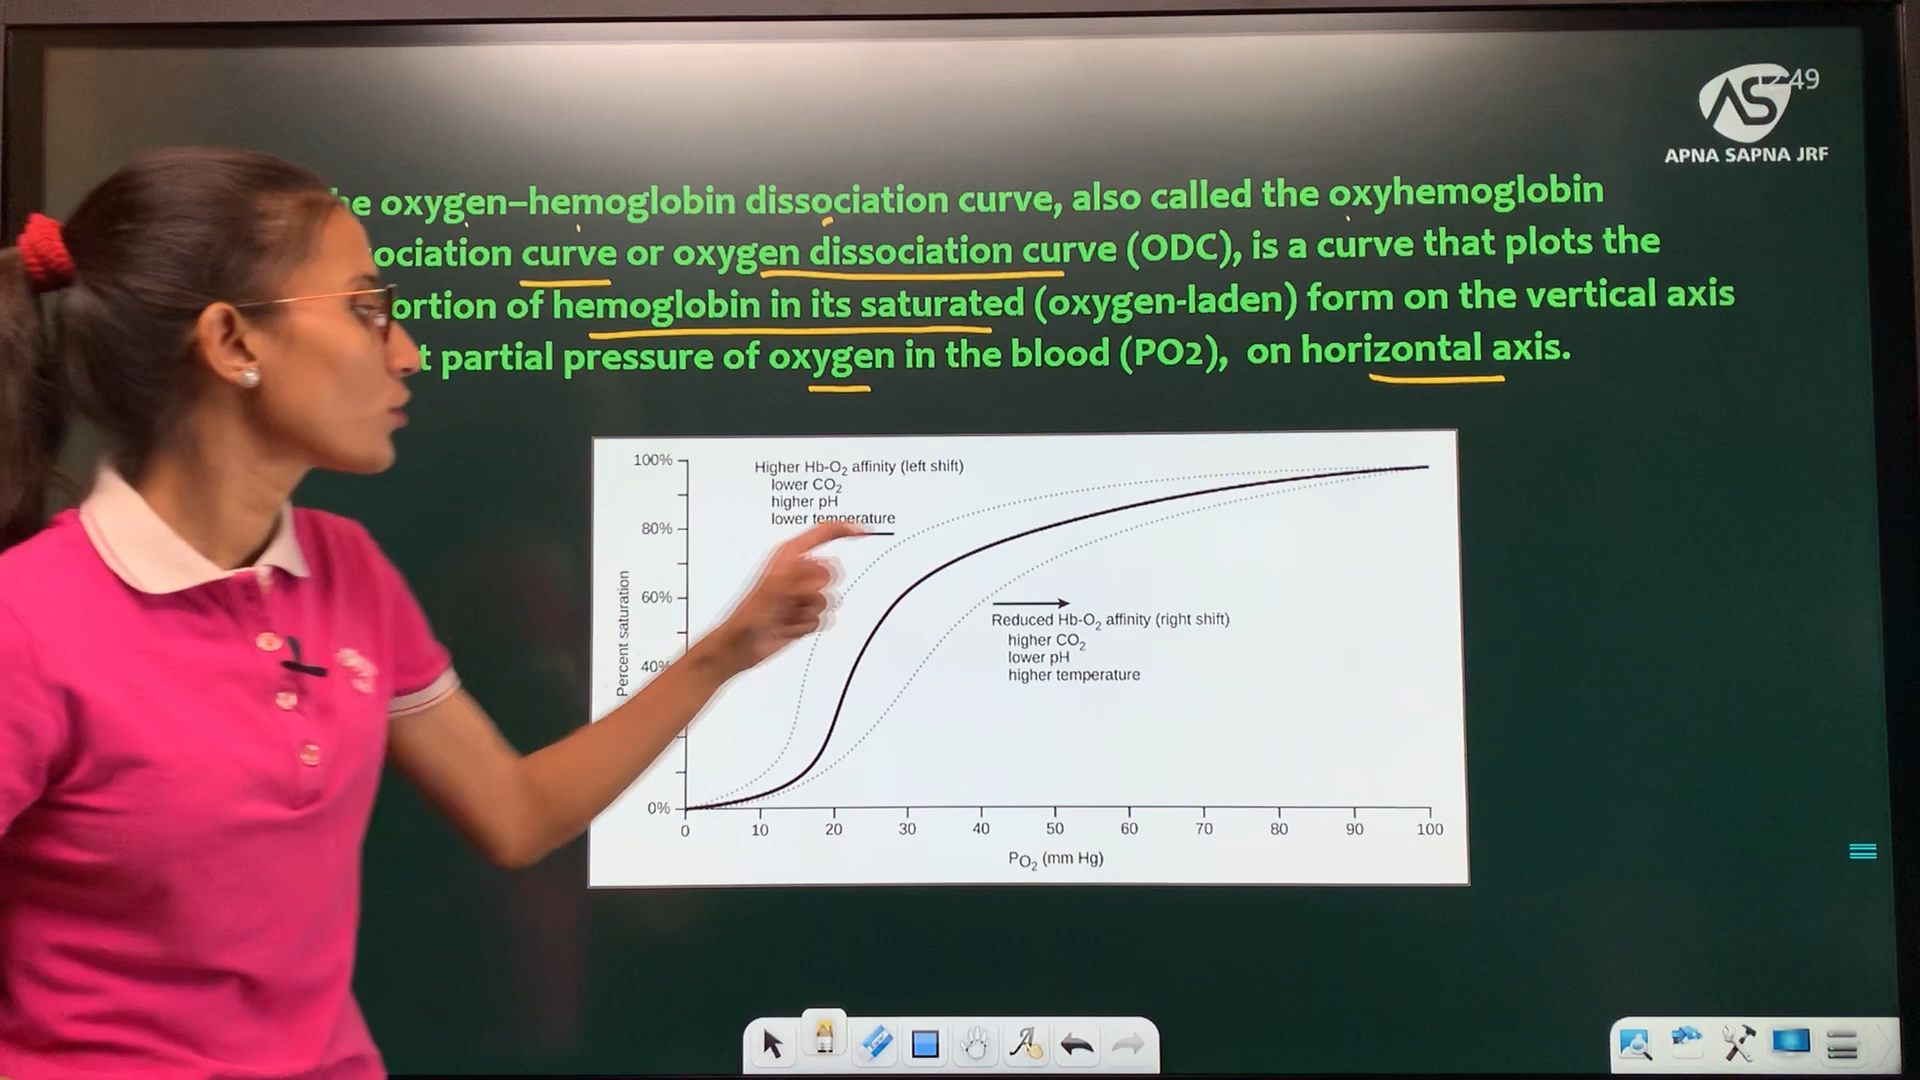 12:49
AS
APNA SAPNA JRF
he oxygen–hemoglobin dissociation curve, also called the oxyhemoglobin
ociation curve or oxygen dissociation curve (ODC), is a curve that plots the
ortion of hemoglobin in its saturated (oxygen-laden) form on the vertical axis
t partial pressure of oxygen in the blood (PO2), on horizontal axis.
100%
80%
60%
40%
0%
Percent saturation
Higher Hb-O₂ affinity (left shift)
lower CO₂
higher pH
lower temperature
Reduced Hb-O₂ affinity (right shift)
higher CO₂
lower pH
higher temperature
0 10 20 30 40 50 60 70 80 90 100
PO₂ (mm Hg)